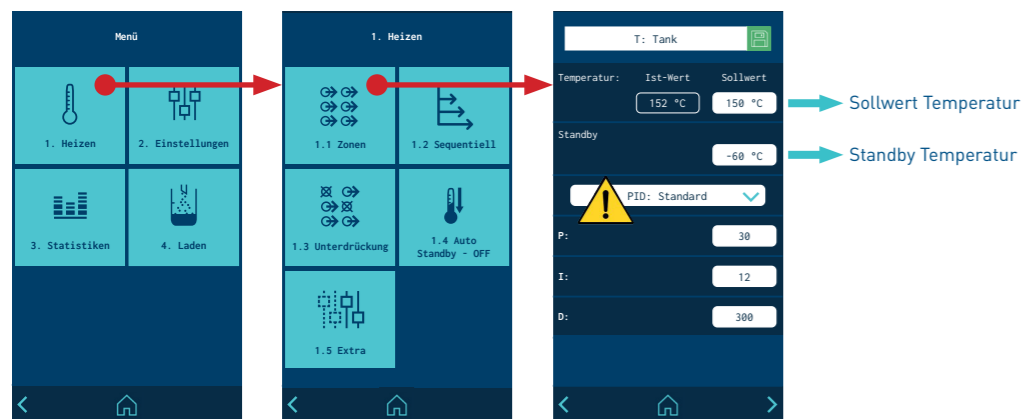 Menü
1. Heizen
2. Einstellungen
3. Statistiken
4. Laden
1. Heizen
1.1 Zonen
1.2 Sequentiell
1.3 Unterdrückung
1.4 Auto
Standby - OFF
1.5 Extra
T: Tank
Temperatur: Ist-Wert Sollwert
152 °C 150 °C
Sollwert Temperatur
Standby
-60 °C
Standby Temperatur
PID: Standard
P: 30
I: 12
D: 300